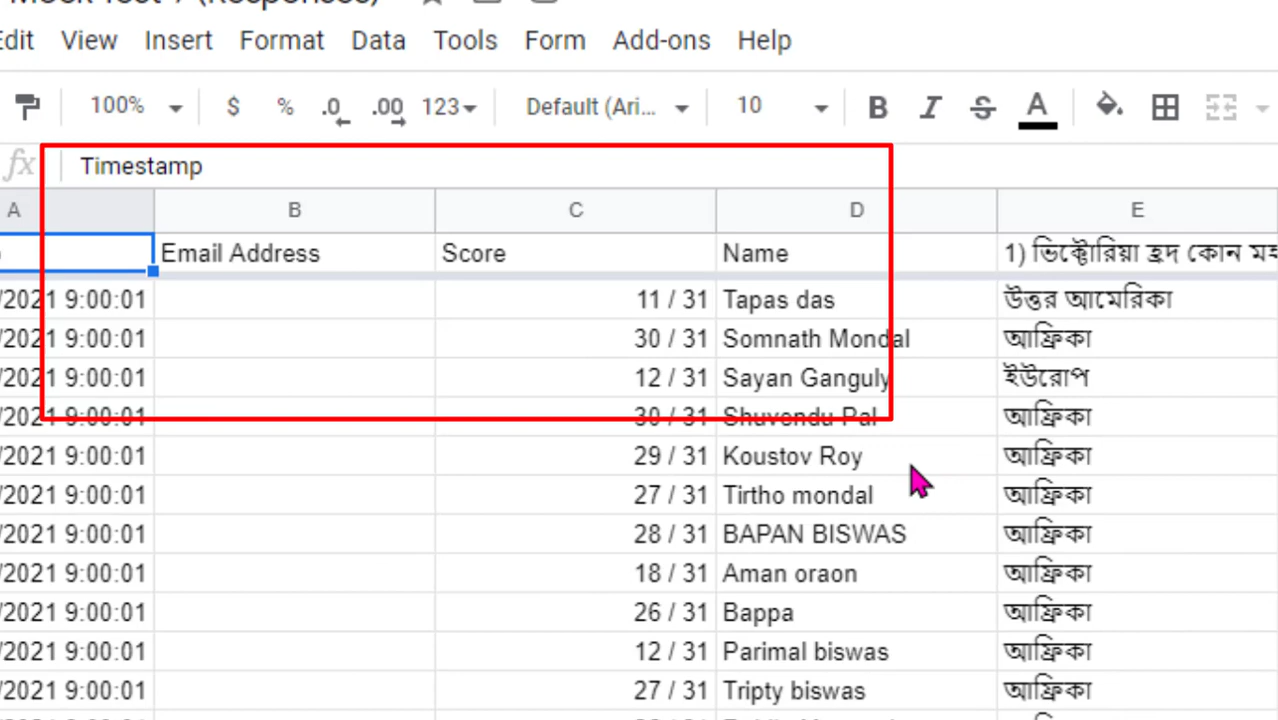 Edit View Insert Format Data Tools Form Add-ons Help
100% $ % .0 .00 123 Default (Ari... 10 B I S A
fx Timestamp
A B C D E
Email Address Score Name 1) ভিক্টোরিয়া হ্রদ কোন মহ
/2021 9:00:01 11 / 31 Tapas das উত্তর আমেরিকা
/2021 9:00:01 30 / 31 Somnath Mondal আফ্রিকা
/2021 9:00:01 12 / 31 Sayan Ganguly ইউরোপ
/2021 9:00:01 30 / 31 Shuvendu Pal আফ্রিকা
/2021 9:00:01 29 / 31 Koustov Roy আফ্রিকা
/2021 9:00:01 27 / 31 Tirtho mondal আফ্রিকা
/2021 9:00:01 28 / 31 BAPAN BISWAS আফ্রিকা
/2021 9:00:01 18 / 31 Aman oraon আফ্রিকা
/2021 9:00:01 26 / 31 Bappa আফ্রিকা
/2021 9:00:01 12 / 31 Parimal biswas আফ্রিকা
/2021 9:00:01 27 / 31 Tripty biswas আফ্রিকা